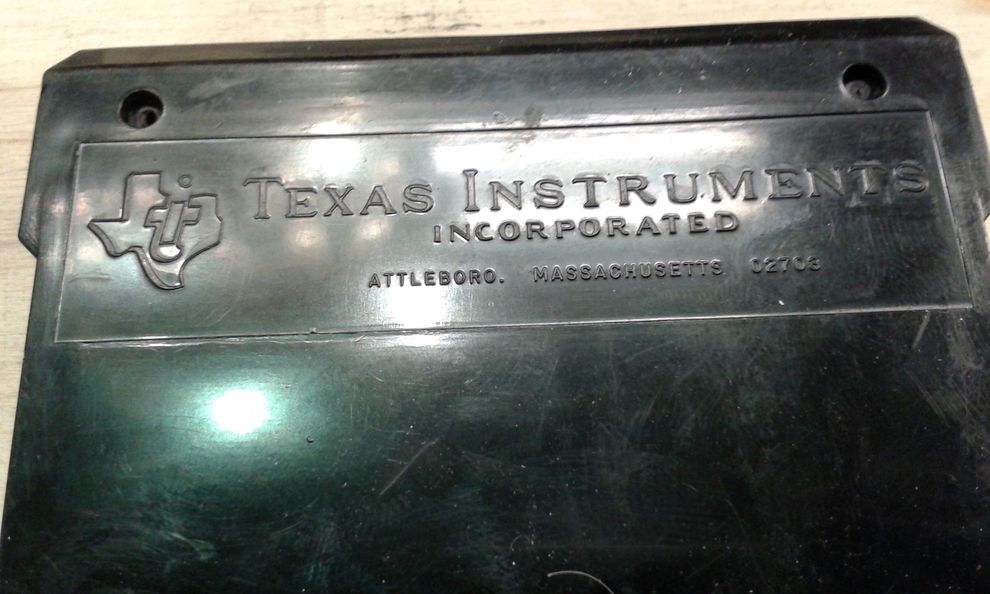 TEXAS INSTRUMENTS
INCORPORATED
ATTLEBORO. MASSACHUSETTS 02703